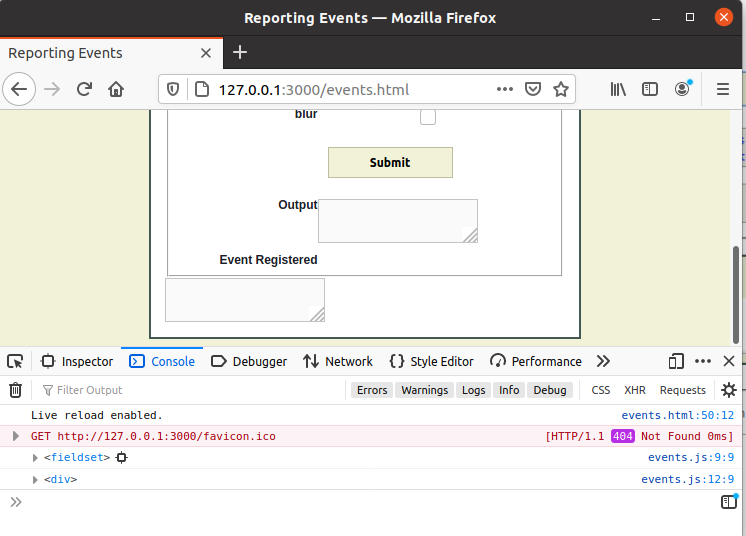 Reporting Events — Mozilla Firefox
Reporting Events
127.0.0.1:3000/events.html
blur
Submit
Output
Event Registered
Inspector Console Debugger Network Style Editor Performance
Filter Output Errors Warnings Logs Info Debug CSS XHR Requests
Live reload enabled. events.html:50:12
GET http://127.0.0.1:3000/favicon.ico [HTTP/1.1 404 Not Found 0ms]
<fieldset> events.js:9:9
<div> events.js:12:9